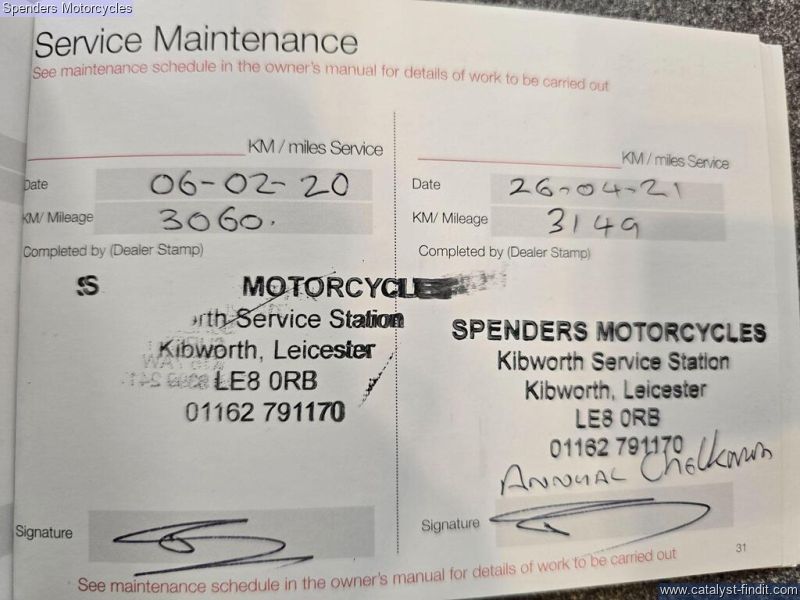 Spenders Motorcycles
Service Maintenance
See maintenance schedule in the owner's manual for details of work to be carried out
KM / miles Service
Date 06-02-20
KM/ Mileage 3060.
Completed by (Dealer Stamp)
S MOTORCYCLES
rth Service Station
Kibworth, Leicester
LE8 0RB
01162 791170
Signature
KM / miles Service
Date 26-04-21
KM/ Mileage 3149
Completed by (Dealer Stamp)
SPENDERS MOTORCYCLES
Kibworth Service Station
Kibworth, Leicester
LE8 0RB
01162 791170
ANNUAL
Signature
31
See maintenance schedule in the owner's manual for details of work to be carried out
www.catalyst-findit.com